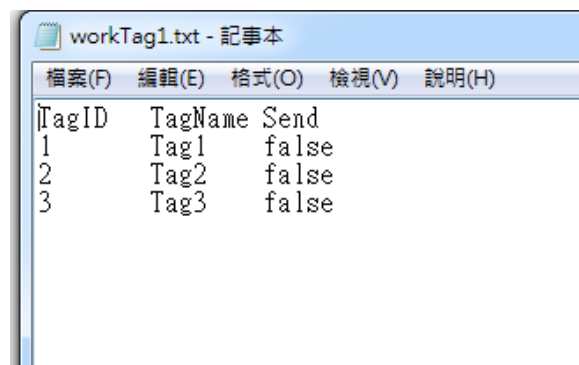 workTag1.txt - 記事本
檔案(F) 編輯(E) 格式(O) 檢視(V) 說明(H)
TagID TagName Send
1 Tag1 false
2 Tag2 false
3 Tag3 false